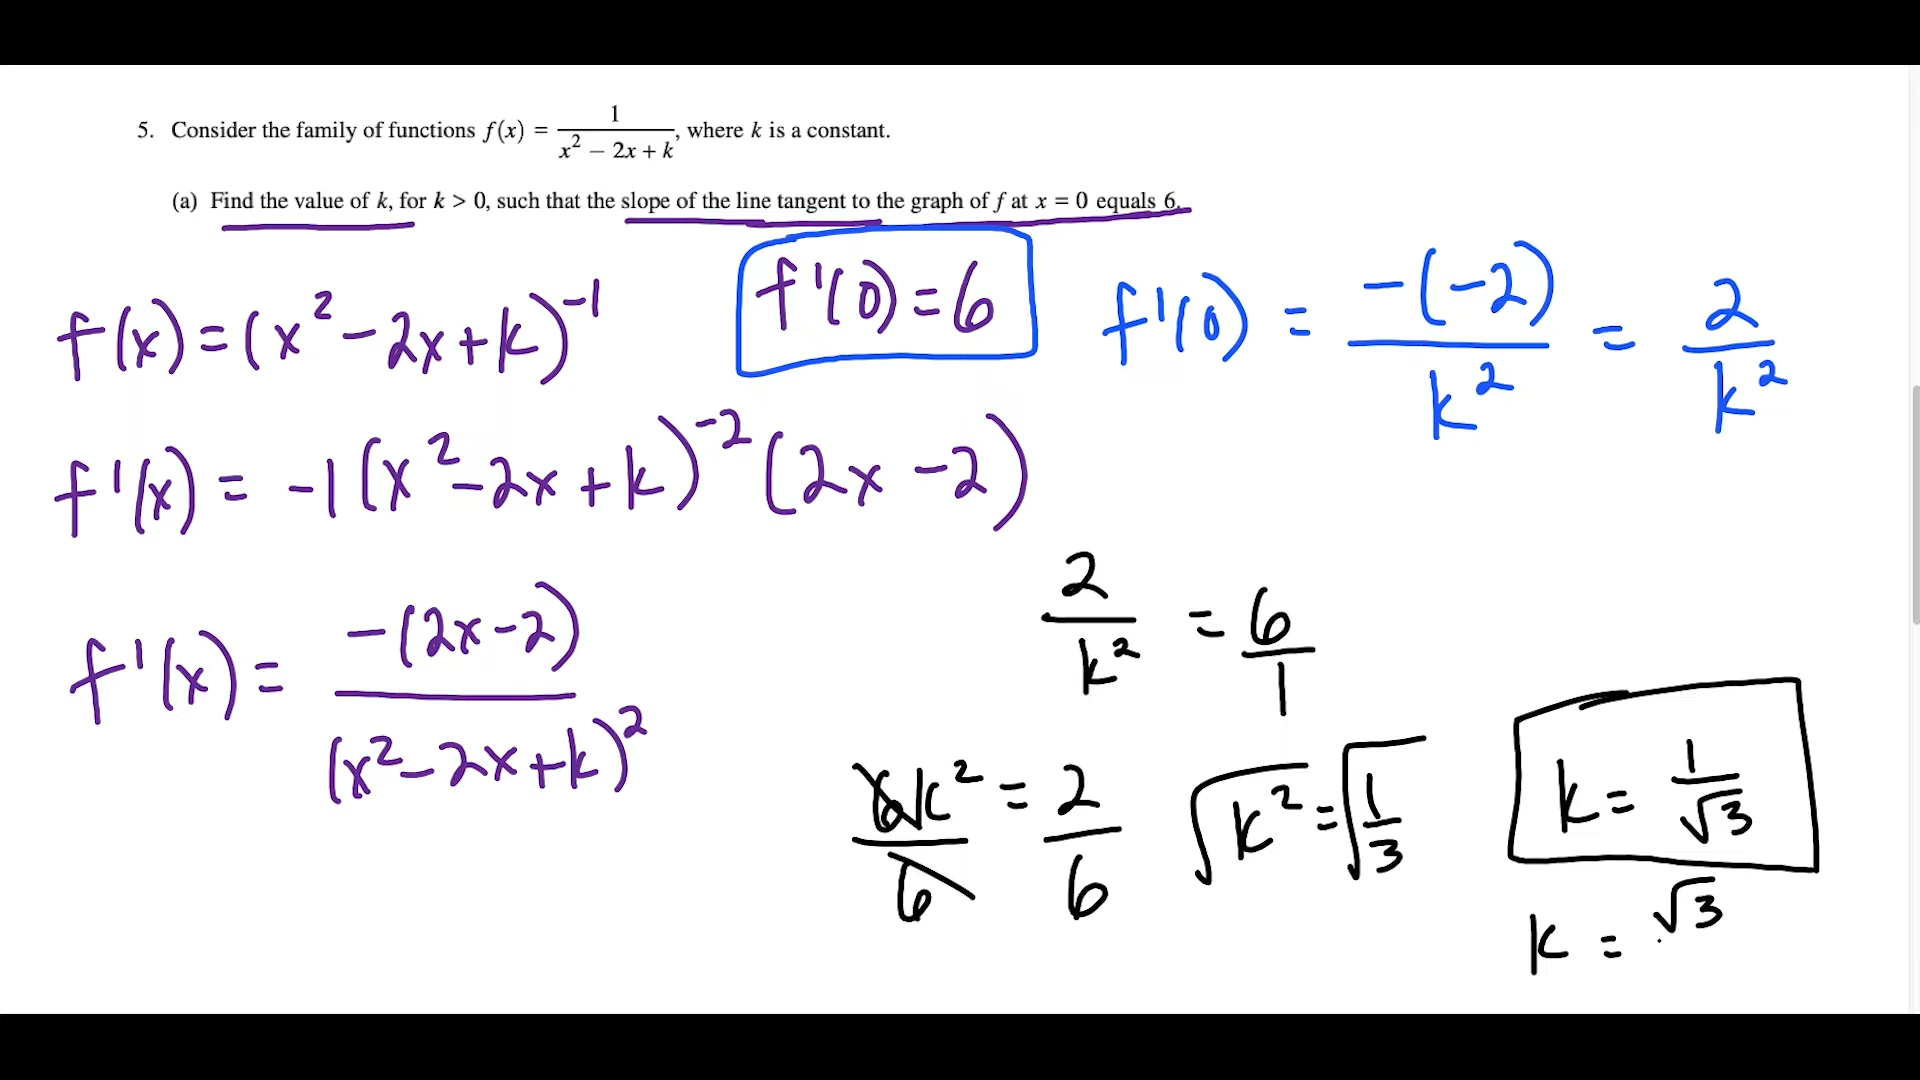 5. Consider the family of functions f(x) = 1/(x² − 2x + k), where k is a constant.
(a) Find the value of k, for k > 0, such that the slope of the line tangent to the graph of f at x = 0 equals 6.
f(x) = (x² − 2x + k)⁻¹
f'(0) = 6
f'(0) = −(−2)/k² = 2/k²
f'(x) = −1(x² − 2x + k)⁻² (2x − 2)
f'(x) = −(2x−2)/(x² − 2x + k)²
2/k² = 6/1
6k²/6 = 2/6
√k² = √(1/3)
k = 1/√3
k = √3